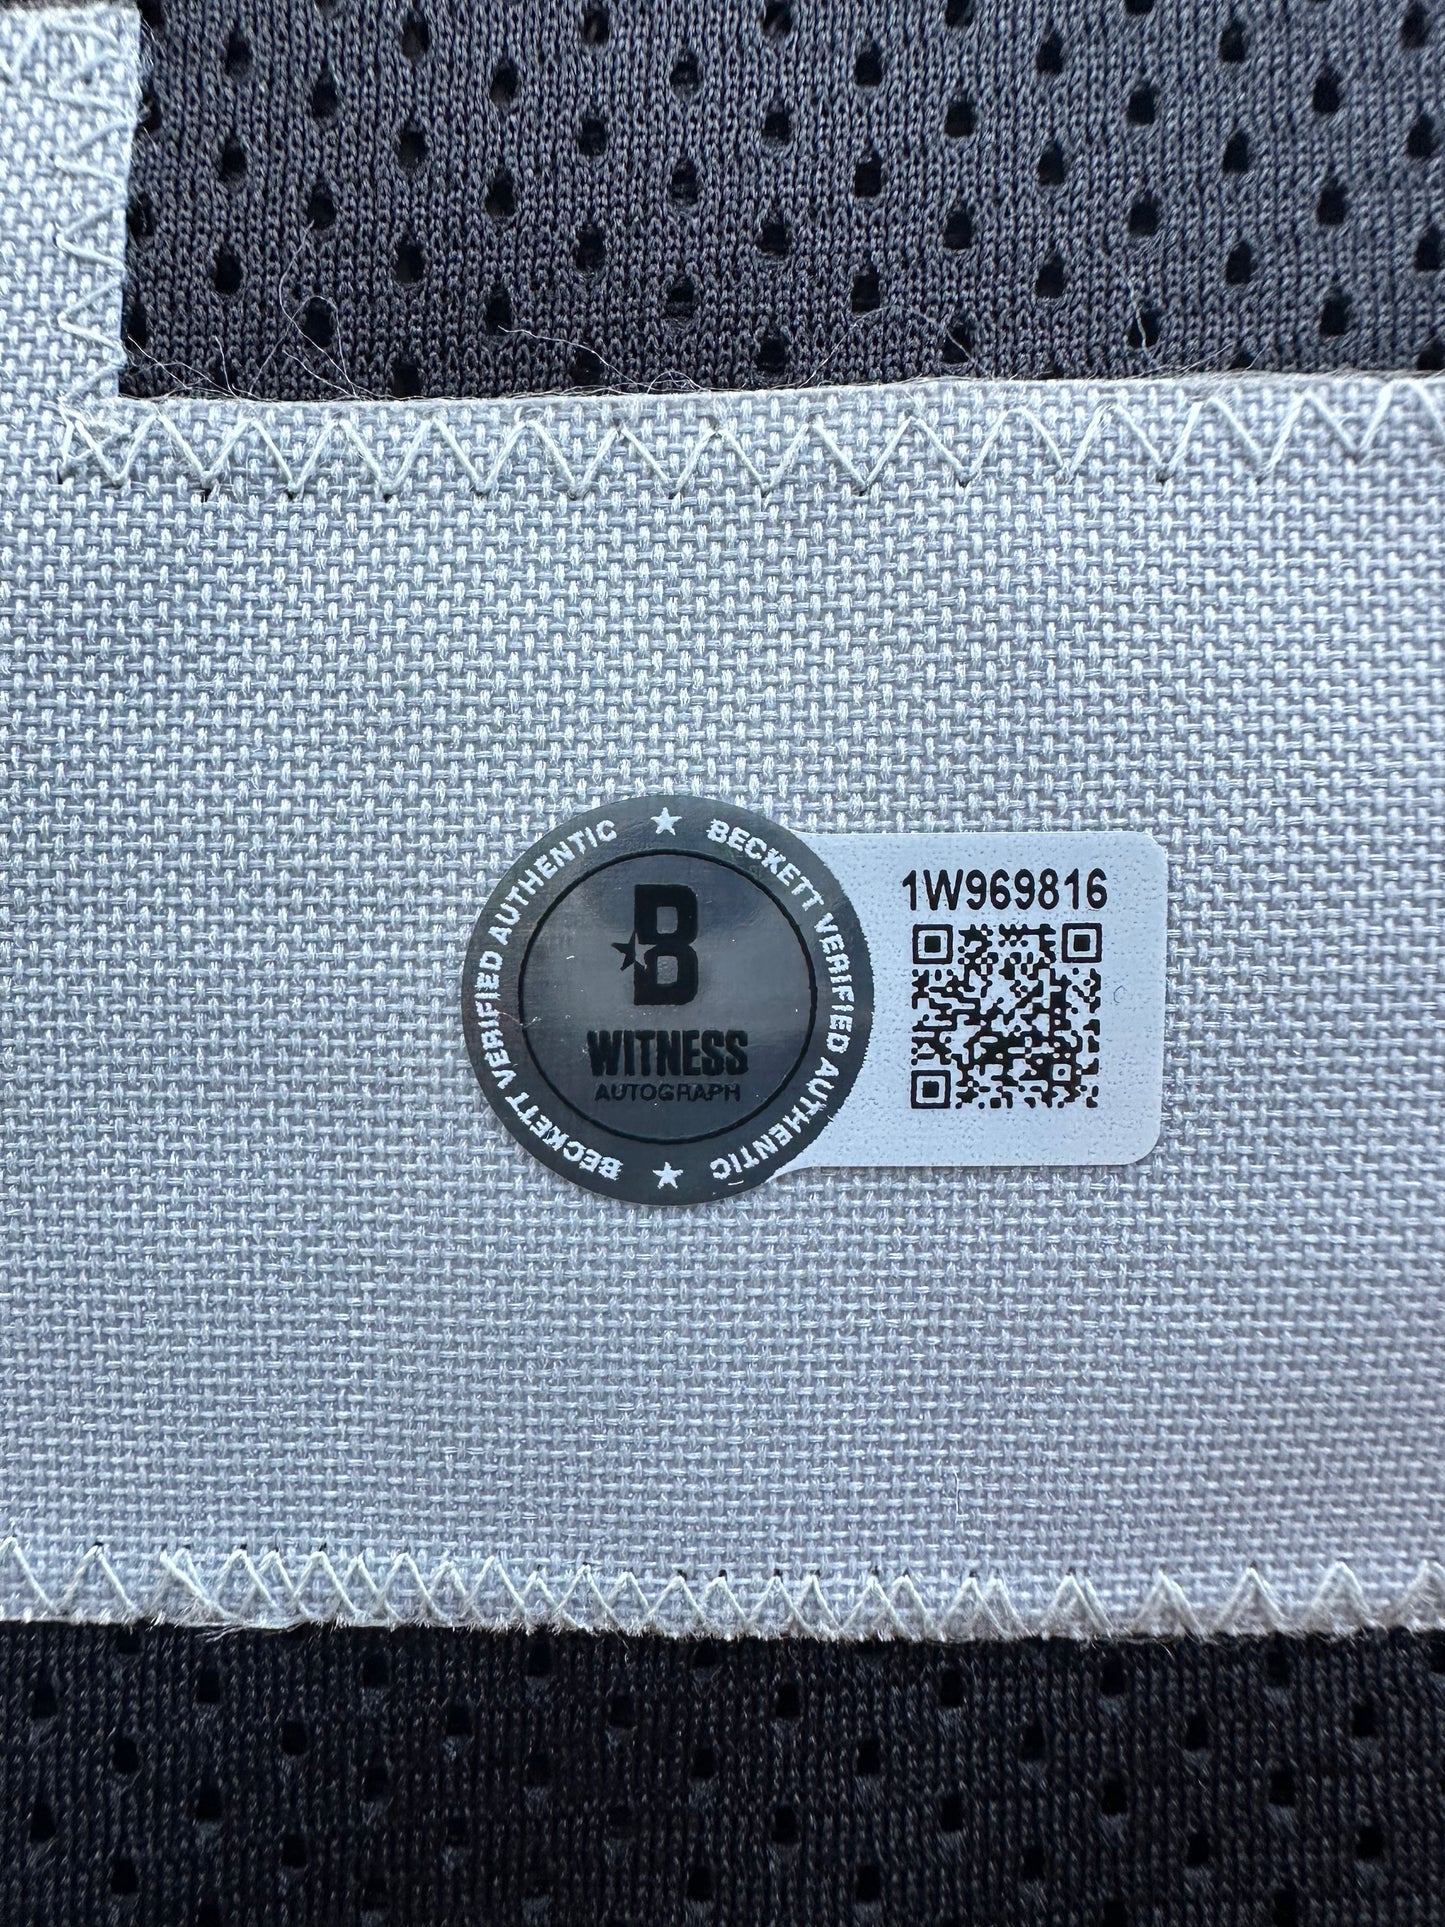 BECKETT VERIFIED AUTHENTIC ★ BECKETT VERIFIED AUTHENTIC ★
B
WITNESS
AUTOGRAPH
1W969816